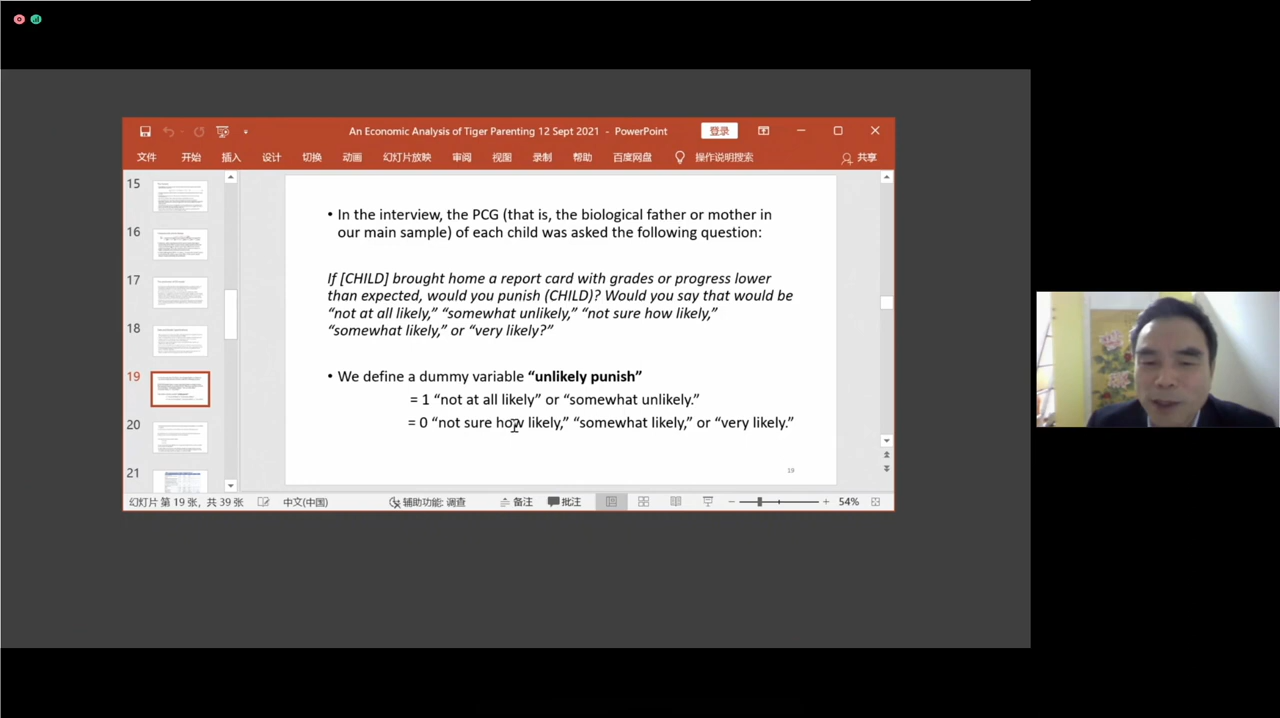 An Economic Analysis of Tiger Parenting 12 Sept 2021 - PowerPoint
登录
文件 开始 插入 设计 切换 动画 幻灯片放映 审阅 视图 录制 帮助 百度网盘 操作说明搜索 共享
15
16
17
18
19
20
21
• In the interview, the PCG (that is, the biological father or mother in
our main sample) of each child was asked the following question:
If [CHILD] brought home a report card with grades or progress lower
than expected, would you punish (CHILD)? Would you say that would be
“not at all likely,” “somewhat unlikely,” “not sure how likely,”
“somewhat likely,” or “very likely?”
• We define a dummy variable “unlikely punish”
= 1 “not at all likely” or “somewhat unlikely.”
= 0 “not sure how likely,” “somewhat likely,” or “very likely.”
19
幻灯片 第 19 张，共 39 张 中文(中国) 辅助功能: 调查 备注 批注 54%